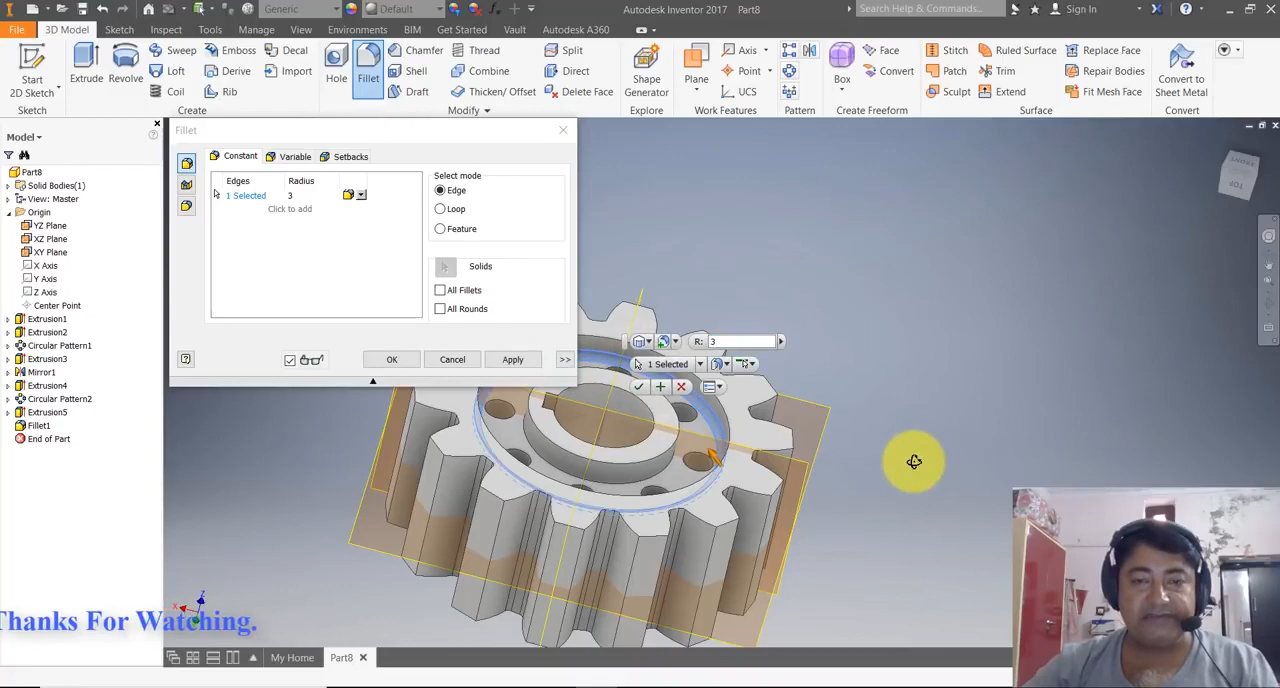 Generic
Default
Autodesk Inventor 2017 Part8
Search Help & Commands...
Sign In
File
3D Model
Sketch
Inspect
Tools
Manage
View
Environments
BIM
Get Started
Vault
Autodesk A360
Start
2D Sketch
Extrude
Revolve
Sweep
Loft
Coil
Emboss
Derive
Rib
Decal
Import
Hole
Fillet
Chamfer
Shell
Draft
Thread
Combine
Thicken/ Offset
Split
Direct
Delete Face
Shape
Generator
Plane
Axis
Point
UCS
Box
Face
Convert
Stitch
Patch
Sculpt
Ruled Surface
Trim
Extend
Replace Face
Repair Bodies
Fit Mesh Face
Convert to
Sheet Metal
Sketch
Create
Modify
Explore
Work Features
Pattern
Create Freeform
Surface
Convert
Model
Part8
Solid Bodies(1)
View: Master
Origin
YZ Plane
XZ Plane
XY Plane
X Axis
Y Axis
Z Axis
Center Point
Extrusion1
Extrusion2
Circular Pattern1
Extrusion3
Mirror1
Extrusion4
Circular Pattern2
Extrusion5
Fillet1
End of Part
Fillet
Constant
Variable
Setbacks
Edges Radius
1 Selected 3
Click to add
Select mode
Edge
Loop
Feature
Solids
All Fillets
All Rounds
OK
Cancel
Apply
>>
R: 3
1 Selected
FRONT
TOP
Z
X
Thanks For Watching.
My Home
Part8